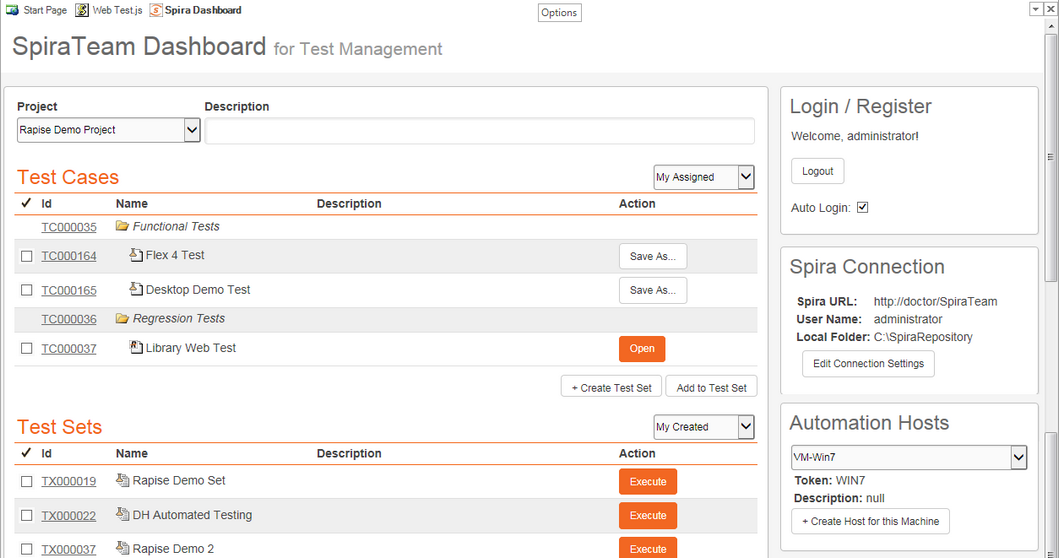 Start Page Web Test.js Spira Dashboard
Options
SpiraTeam Dashboard for Test Management
Project Description
Rapise Demo Project
Test Cases My Assigned
Id Name Description Action
TC000035 Functional Tests
TC000164 Flex 4 Test Save As...
TC000165 Desktop Demo Test Save As...
TC000036 Regression Tests
TC000037 Library Web Test Open
+ Create Test Set Add to Test Set
Test Sets My Created
Id Name Description Action
TX000019 Rapise Demo Set Execute
TX000022 DH Automated Testing Execute
TX000037 Rapise Demo 2 Execute
Login / Register
Welcome, administrator!
Logout
Auto Login:
Spira Connection
Spira URL: http://doctor/SpiraTeam
User Name: administrator
Local Folder: C:\SpiraRepository
Edit Connection Settings
Automation Hosts
VM-Win7
Token: WIN7
Description: null
+ Create Host for this Machine